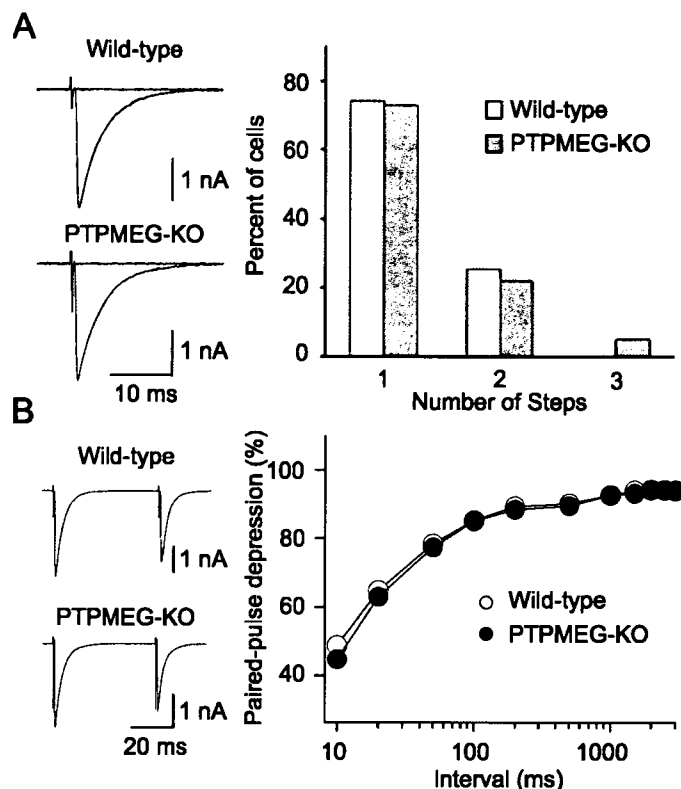 A
Wild-type
1 nA
PTPMEG-KO
1 nA
10 ms
Percent of cells
80
60
40
20
0
1
2
3
Number of Steps
Wild-type
PTPMEG-KO
B
Wild-type
1 nA
PTPMEG-KO
1 nA
20 ms
Paired-pulse depression (%)
100
80
60
40
10
100
1000
Interval (ms)
Wild-type
PTPMEG-KO